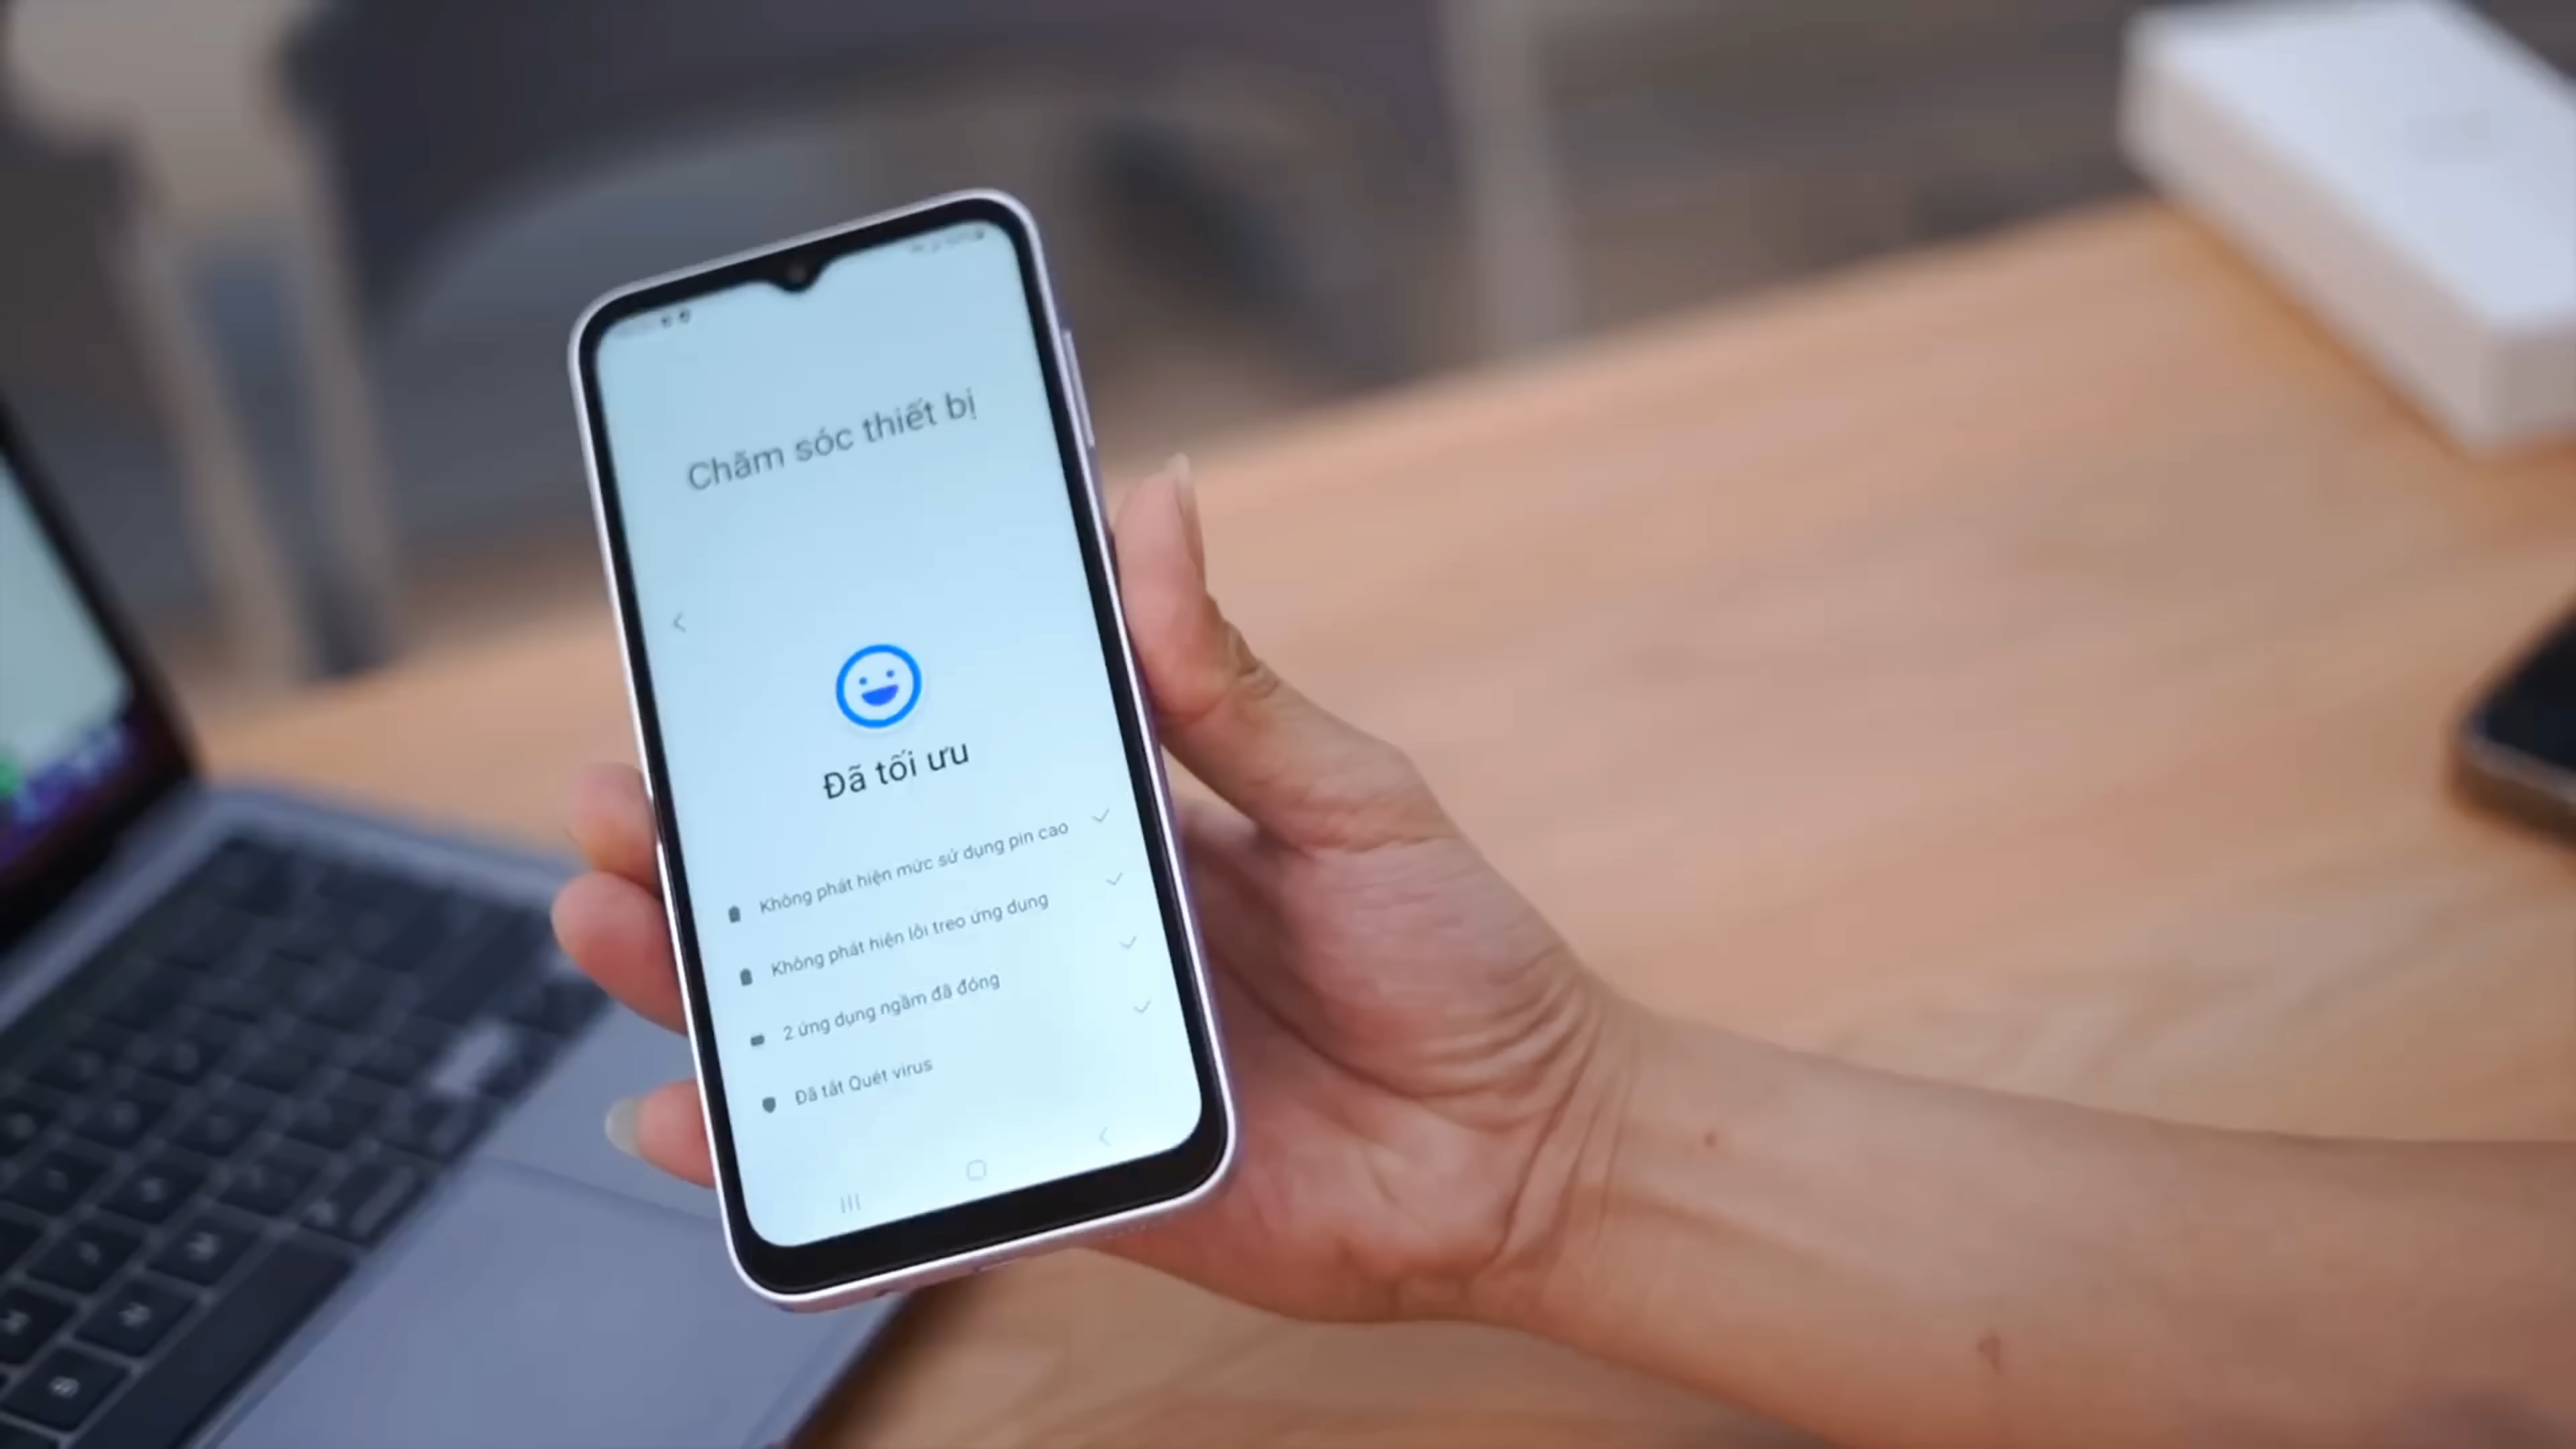 Chăm sóc thiết bị
Đã tối ưu
Không phát hiện mức sử dụng pin cao
Không phát hiện lỗi treo ứng dụng
2 ứng dụng ngầm đã đóng
Đã tắt Quét virus